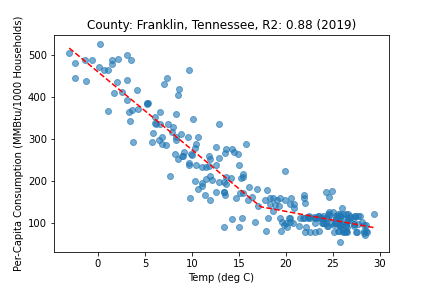 County: Franklin, Tennessee, R2: 0.88 (2019)
Per-Capita Consumption (MMBtu/1000 Households)
500
400
300
200
100
0 5 10 15 20 25 30
Temp (deg C)